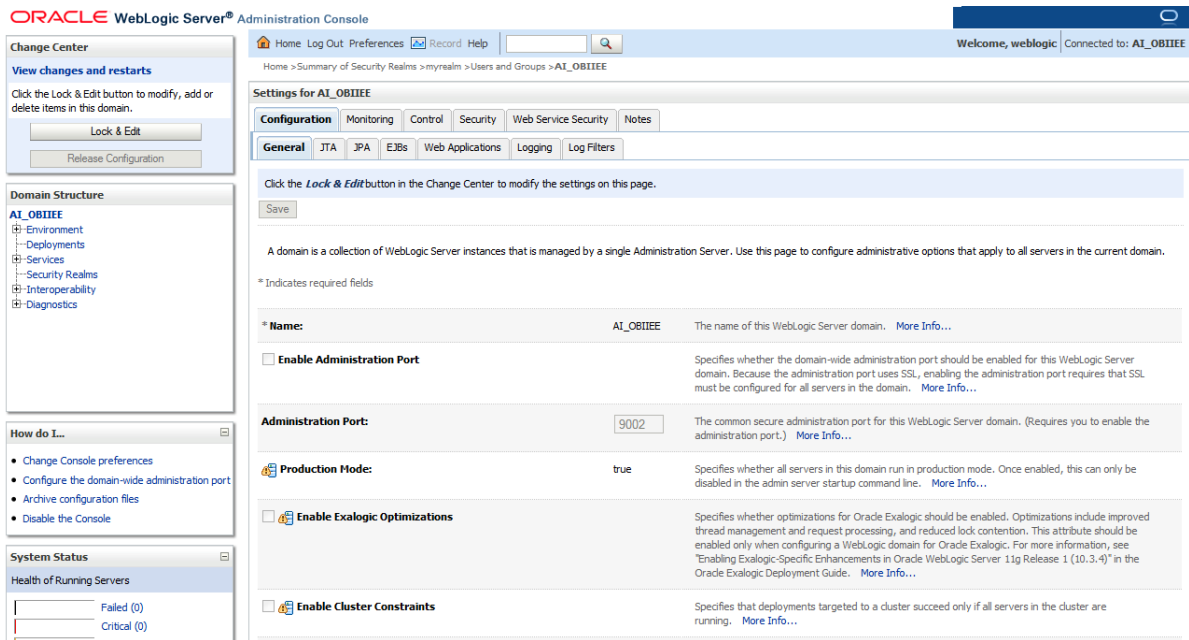 ORACLE WebLogic Server® Administration Console
Change Center
View changes and restarts
Click the Lock & Edit button to modify, add or
delete items in this domain.
Lock & Edit
Release Configuration
Domain Structure
AI_OBIIEE
Environment
Deployments
Services
Security Realms
Interoperability
Diagnostics
How do I...
Change Console preferences
Configure the domain-wide administration port
Archive configuration files
Disable the Console
System Status
Health of Running Servers
Failed (0)
Critical (0)
Home Log Out Preferences Record Help
Welcome, weblogic Connected to: AI_OBIIEE
Home >Summary of Security Realms >myrealm >Users and Groups >AI_OBIIEE
Settings for AI_OBIIEE
Configuration Monitoring Control Security Web Service Security Notes
General JTA JPA EJBs Web Applications Logging Log Filters
Click the Lock & Edit button in the Change Center to modify the settings on this page.
Save
A domain is a collection of WebLogic Server instances that is managed by a single Administration Server. Use this page to configure administrative options that apply to all servers in the current domain.
* Indicates required fields
* Name: AI_OBIIEE The name of this WebLogic Server domain. More Info...
Enable Administration Port Specifies whether the domain-wide administration port should be enabled for this WebLogic Server
domain. Because the administration port uses SSL, enabling the administration port requires that SSL
must be configured for all servers in the domain. More Info...
Administration Port: 9002 The common secure administration port for this WebLogic Server domain. (Requires you to enable the
administration port.) More Info...
Production Mode: true Specifies whether all servers in this domain run in production mode. Once enabled, this can only be
disabled in the admin server startup command line. More Info...
Enable Exalogic Optimizations Specifies whether optimizations for Oracle Exalogic should be enabled. Optimizations include improved
thread management and request processing, and reduced lock contention. This attribute should be
enabled only when configuring a WebLogic domain for Oracle Exalogic. For more information, see
"Enabling Exalogic-Specific Enhancements in Oracle WebLogic Server 11g Release 1 (10.3.4)" in the
Oracle Exalogic Deployment Guide. More Info...
Enable Cluster Constraints Specifies that deployments targeted to a cluster succeed only if all servers in the cluster are
running. More Info...